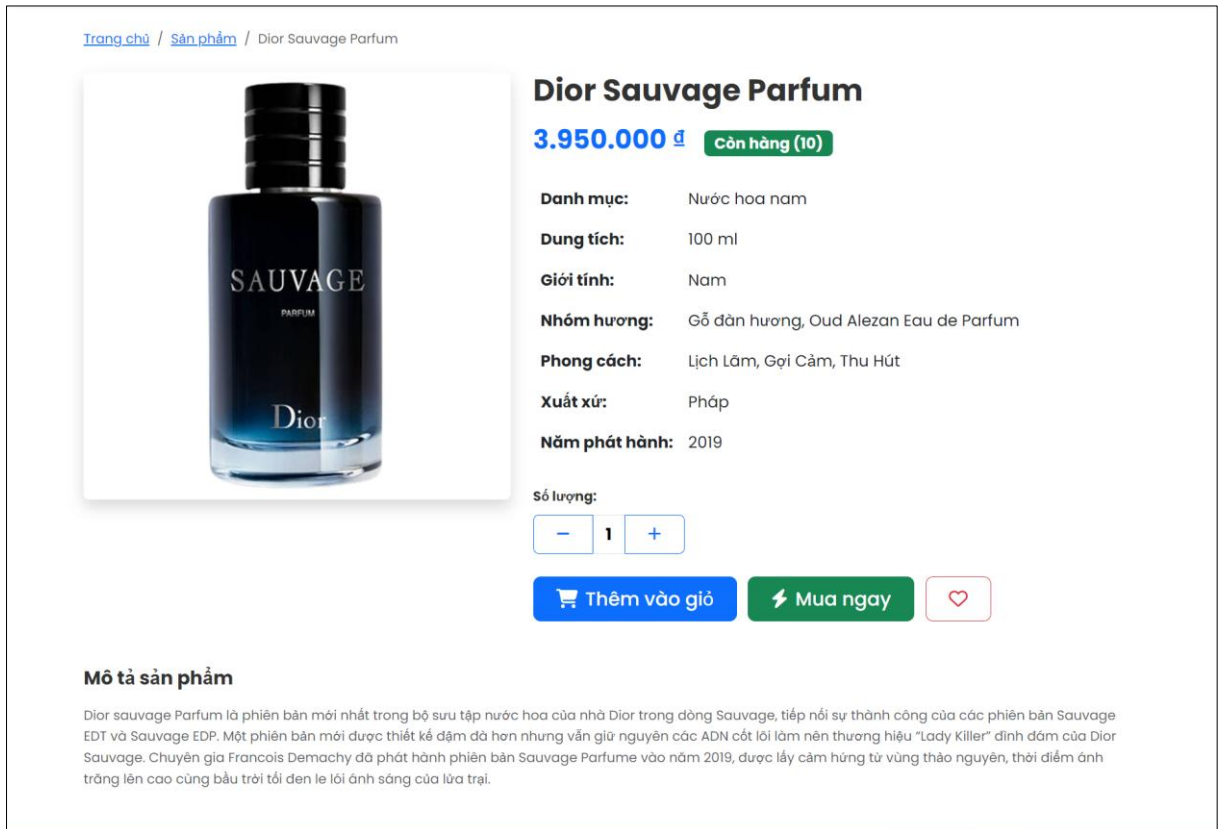 Trang chủ / Sản phẩm / Dior Sauvage Parfum
SAUVAGE
PARFUM
Dior
Dior Sauvage Parfum
3.950.000 ₫ Còn hàng (10)
Danh mục: Nước hoa nam
Dung tích: 100 ml
Giới tính: Nam
Nhóm hương: Gỗ đàn hương, Oud Alezan Eau de Parfum
Phong cách: Lịch Lãm, Gợi Cảm, Thu Hút
Xuất xứ: Pháp
Năm phát hành: 2019
Số lượng:
− 1 +
Thêm vào giỏ Mua ngay
Mô tả sản phẩm
Dior sauvage Parfum là phiên bản mới nhất trong bộ sưu tập nước hoa của nhà Dior trong dòng Sauvage, tiếp nối sự thành công của các phiên bản Sauvage
EDT và Sauvage EDP. Một phiên bản mới được thiết kế đậm đà hơn nhưng vẫn giữ nguyên các ADN cốt lõi làm nên thương hiệu “Lady Killer” đình đám của Dior
Sauvage. Chuyên gia Francois Demachy đã phát hành phiên bản Sauvage Parfume vào năm 2019, được lấy cảm hứng từ vùng thảo nguyên, thời điểm ánh
trăng lên cao cùng bầu trời tối đen le lói ánh sáng của lửa trại.